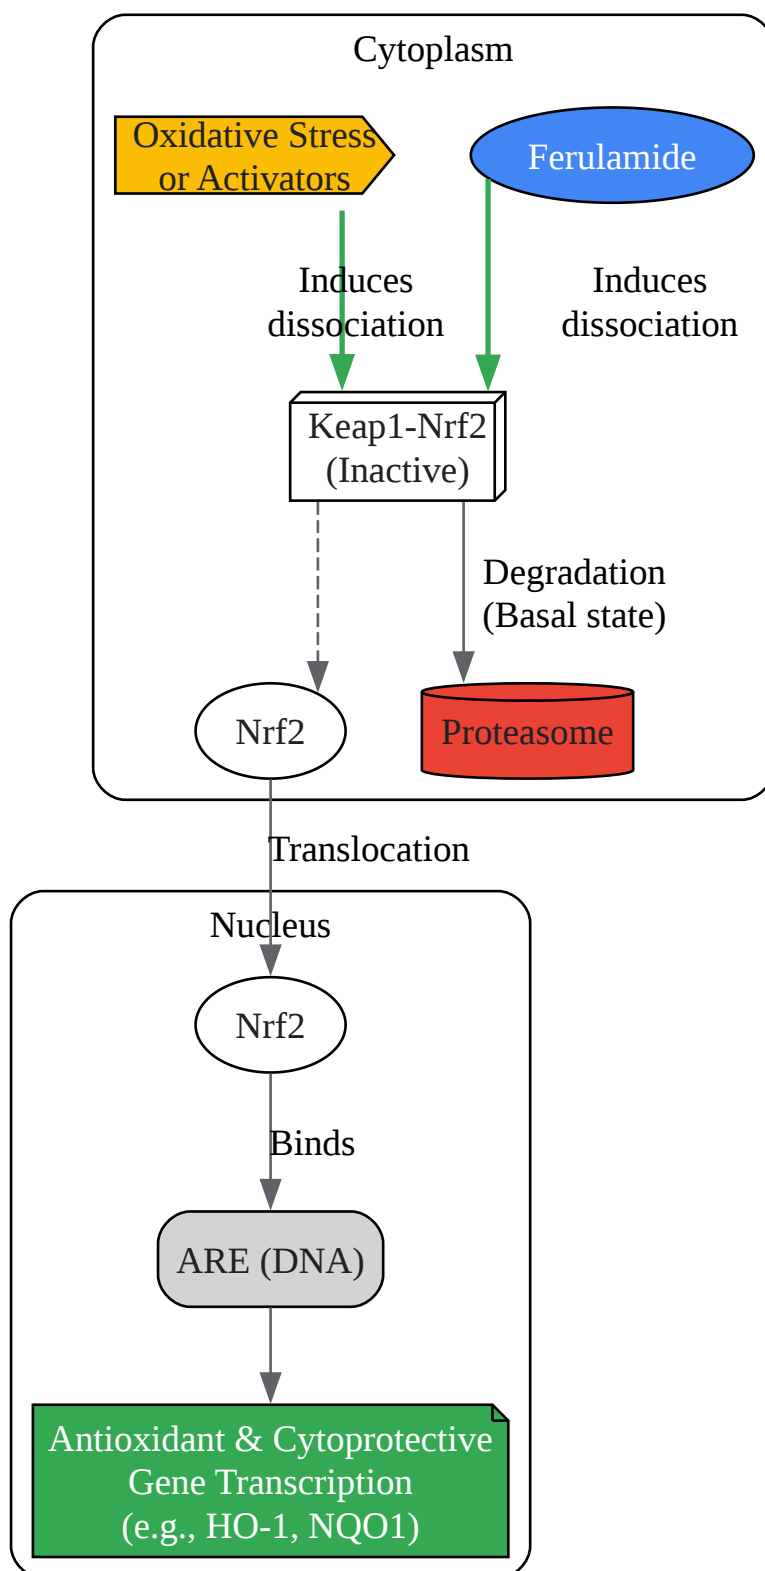 Cytoplasm
Oxidative Stress
or Activators
Ferulamide
Induces
dissociation
Induces
dissociation
Keap1-Nrf2
(Inactive)
Degradation
(Basal state)
Nrf2
Proteasome
Translocation
Nucleus
Nrf2
Binds
ARE (DNA)
Antioxidant & Cytoprotective
Gene Transcription
(e.g., HO-1, NQO1)